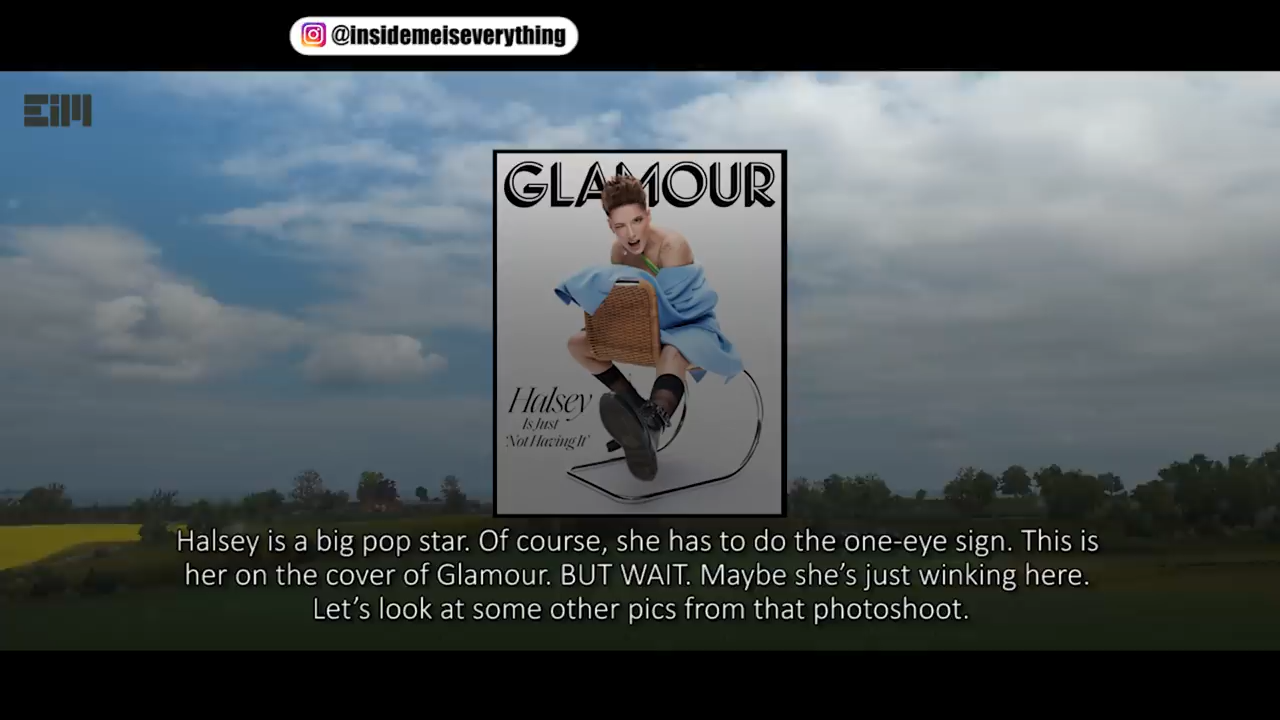 @insidemeiseverything
EiM
GLAMOUR
Halsey
Is Just
'Not Having It'
Halsey is a big pop star. Of course, she has to do the one-eye sign. This is
her on the cover of Glamour. BUT WAIT. Maybe she's just winking here.
Let's look at some other pics from that photoshoot.